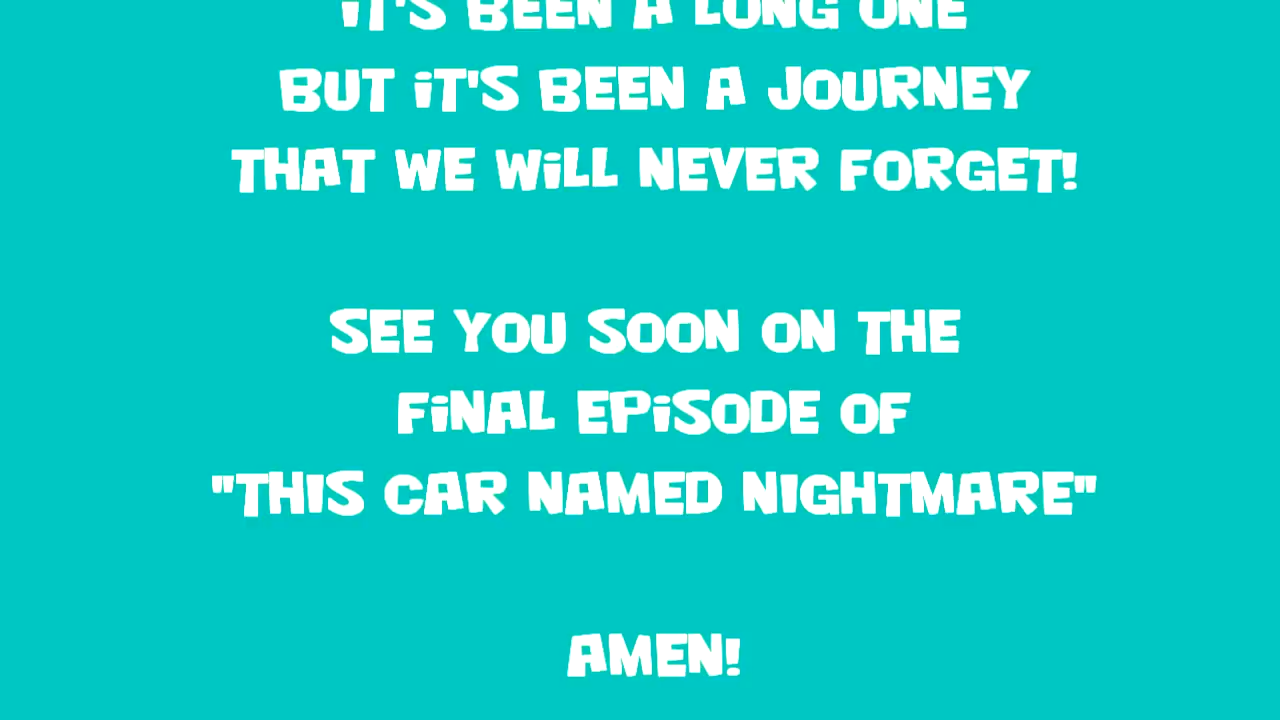 iT'S BEEN A LONG ONE
BUT iT'S BEEN A JOURNEY
THAT WE WiLL NEVER FORGET!
SEE YOU SOON ON THE
FiNAL EPiSODE OF
"THIS CAR NAMED NIGHTMARE"
AMEN!